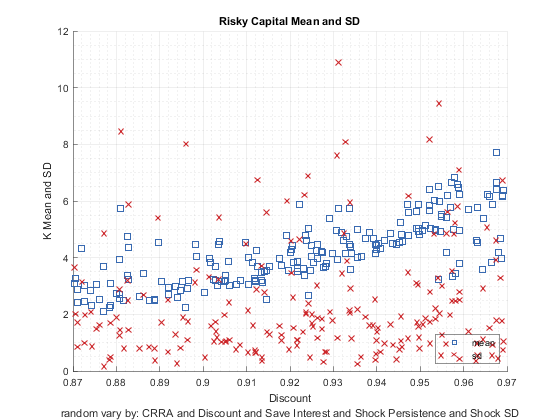 Risky Capital Mean and SD
12
10
8
6
4
2
0
K Mean and SD
0.87 0.88 0.89 0.9 0.91 0.92 0.93 0.94 0.95 0.96 0.97
mean
sd
Discount
random vary by: CRRA and Discount and Save Interest and Shock Persistence and Shock SD